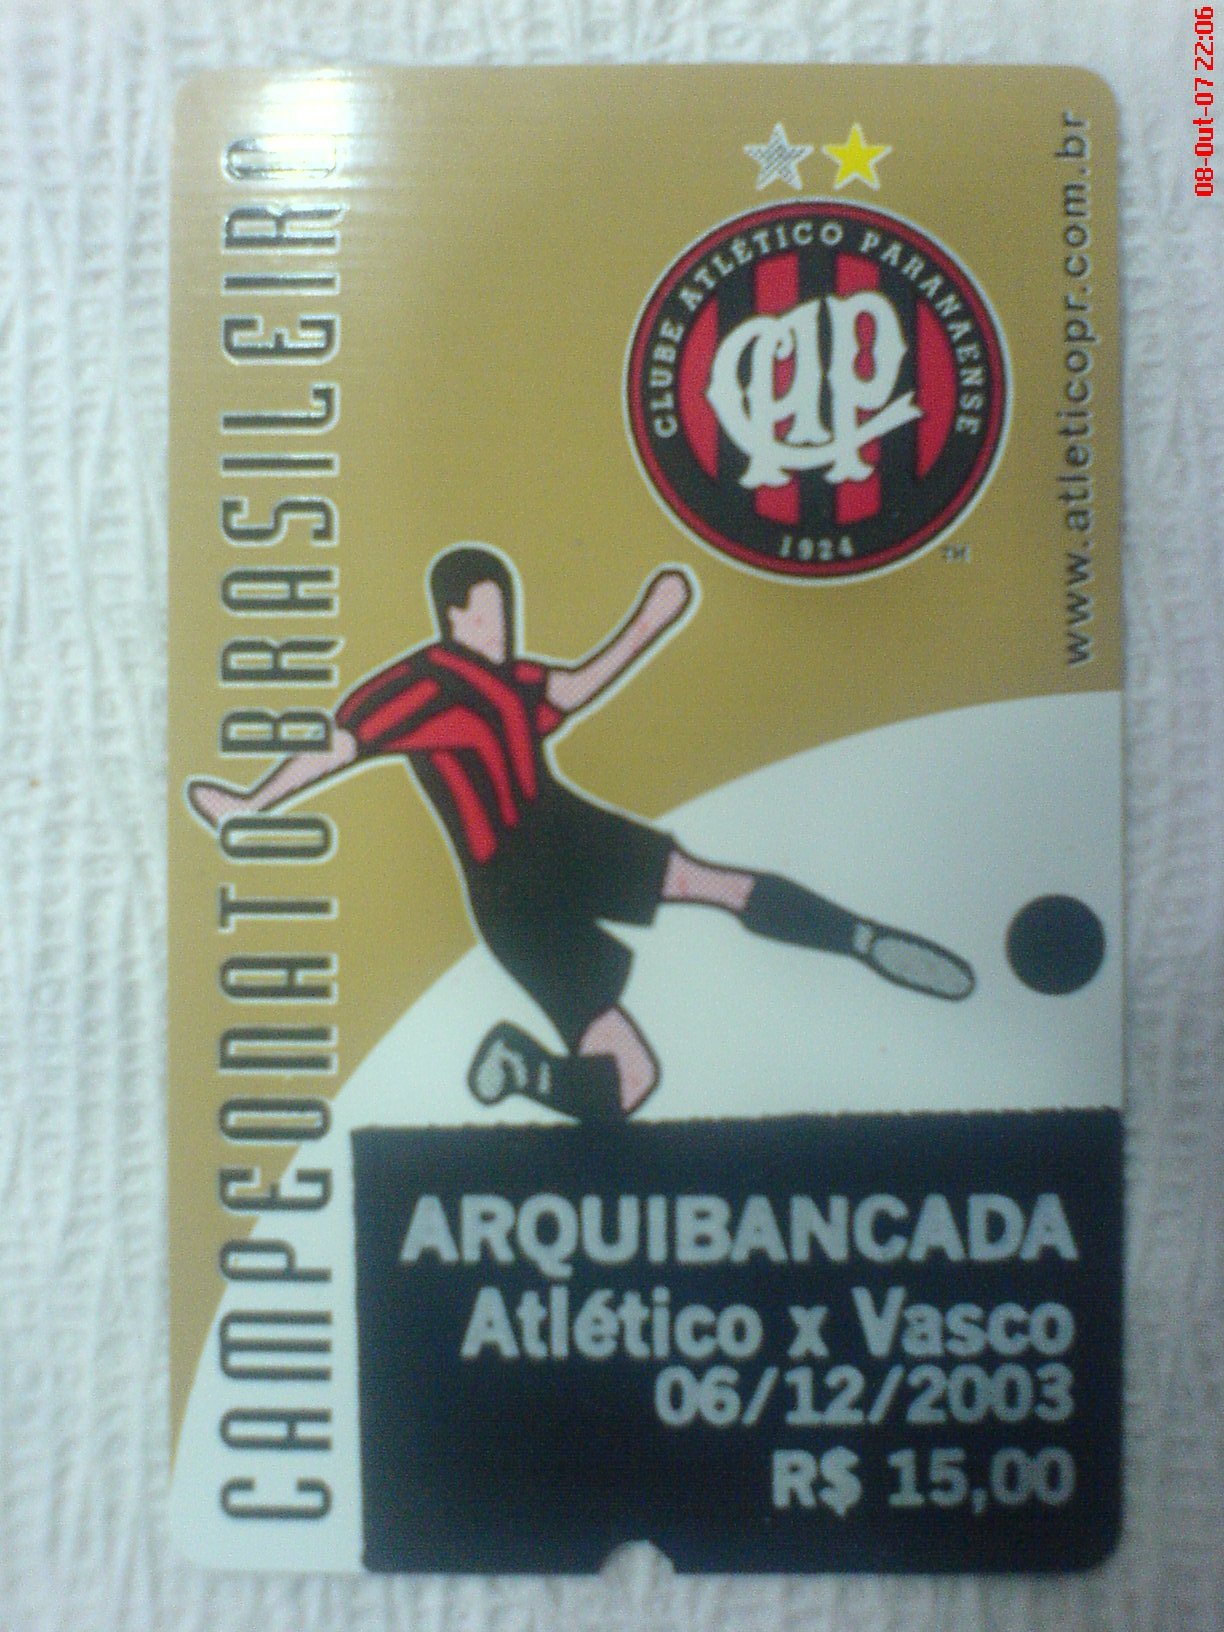 CAMPEONATO BRASILEIRO
CLUBE ATLÉTICO PARANAENSE
CAP
1924
TM
www.atleticopr.com.br
ARQUIBANCADA
Atlético x Vasco
06/12/2003
R$ 15,00
08-Out-07 22:06